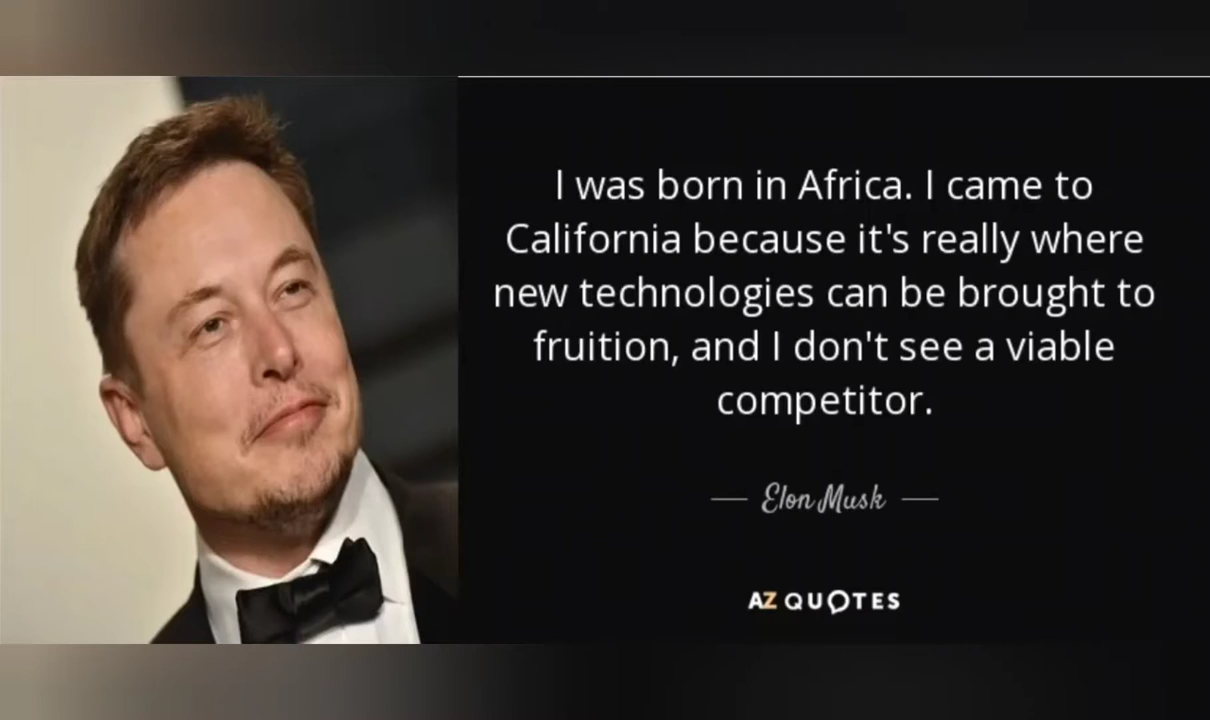 I was born in Africa. I came to
California because it's really where
new technologies can be brought to
fruition, and I don't see a viable
competitor.
Elon Musk
AZ QUOTES